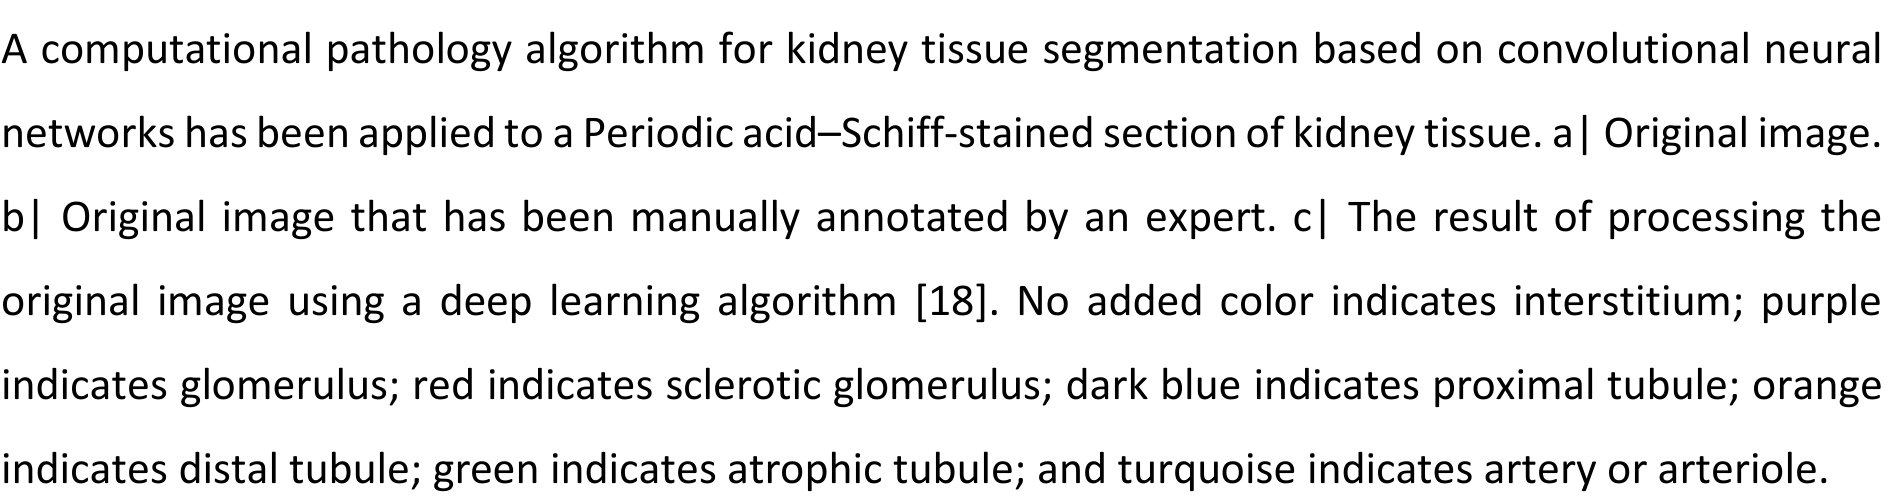 A computational pathology algorithm for kidney tissue segmentation based on convolutional neural
networks has been applied to a Periodic acid–Schiff-stained section of kidney tissue. a| Original image.
b| Original image that has been manually annotated by an expert. c| The result of processing the
original image using a deep learning algorithm [18]. No added color indicates interstitium; purple
indicates glomerulus; red indicates sclerotic glomerulus; dark blue indicates proximal tubule; orange
indicates distal tubule; green indicates atrophic tubule; and turquoise indicates artery or arteriole.